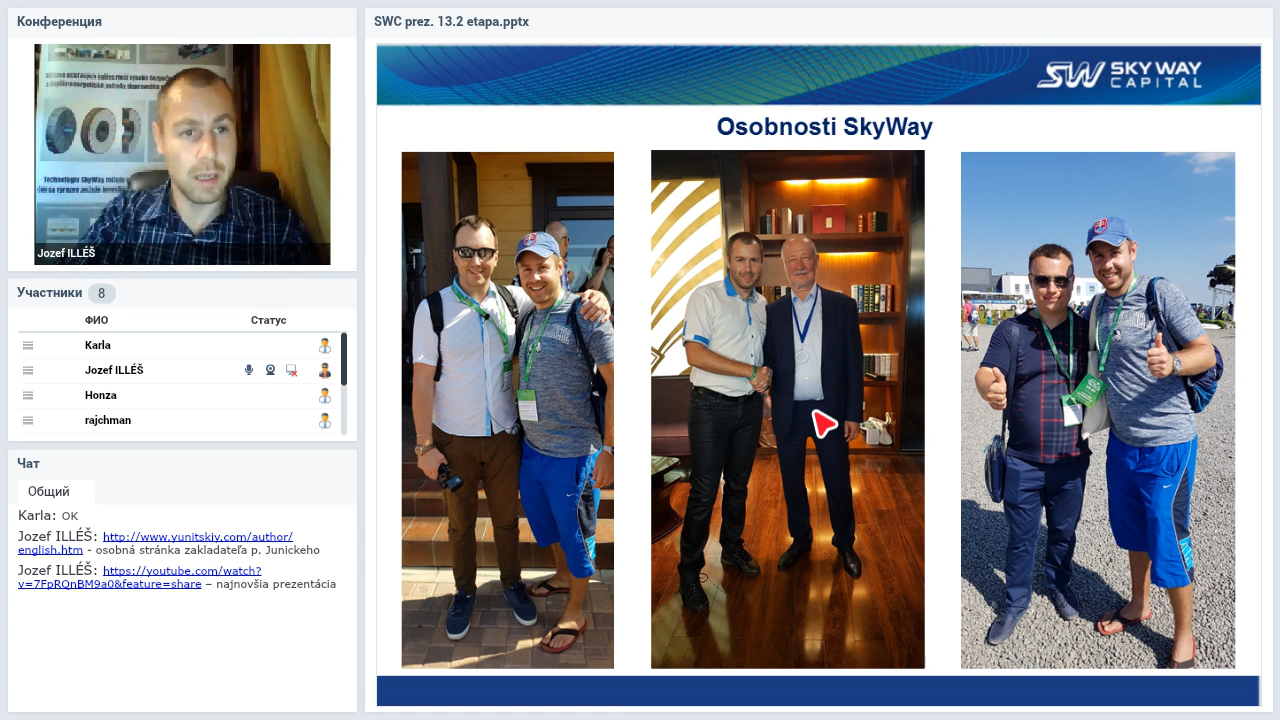 Конференция
Jozef ILLÉŠ
Участники 8
ФИО Статус
Karla
Jozef ILLÉŠ
Honza
rajchman
Чат
Общий
Karla: OK
Jozef ILLÉŠ: http://www.yunitskiy.com/author/
english.htm - osobná stránka zakladateľa p. Junickeho
Jozef ILLÉŠ: https://youtube.com/watch?
v=7FpRQnBM9a0&feature=share – najnovšia prezentácia
SWC prez. 13.2 etapa.pptx
SW SKY WAY
CAPITAL
Osobnosti SkyWay